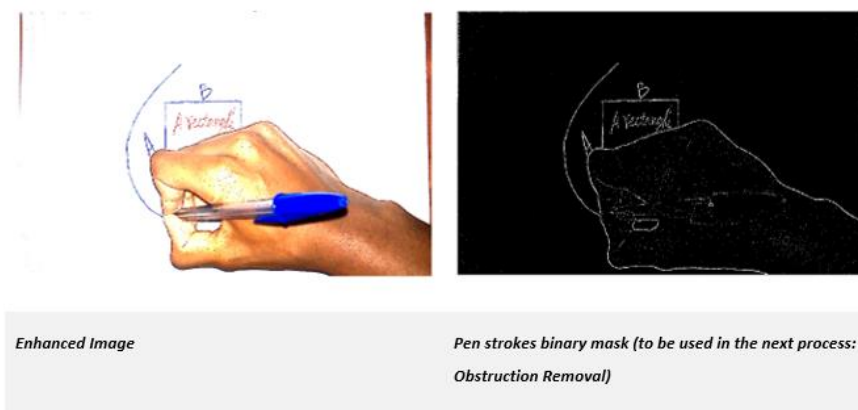 B
A rectangle
B
A rectangle
Enhanced Image
Pen strokes binary mask (to be used in the next process:
Obstruction Removal)